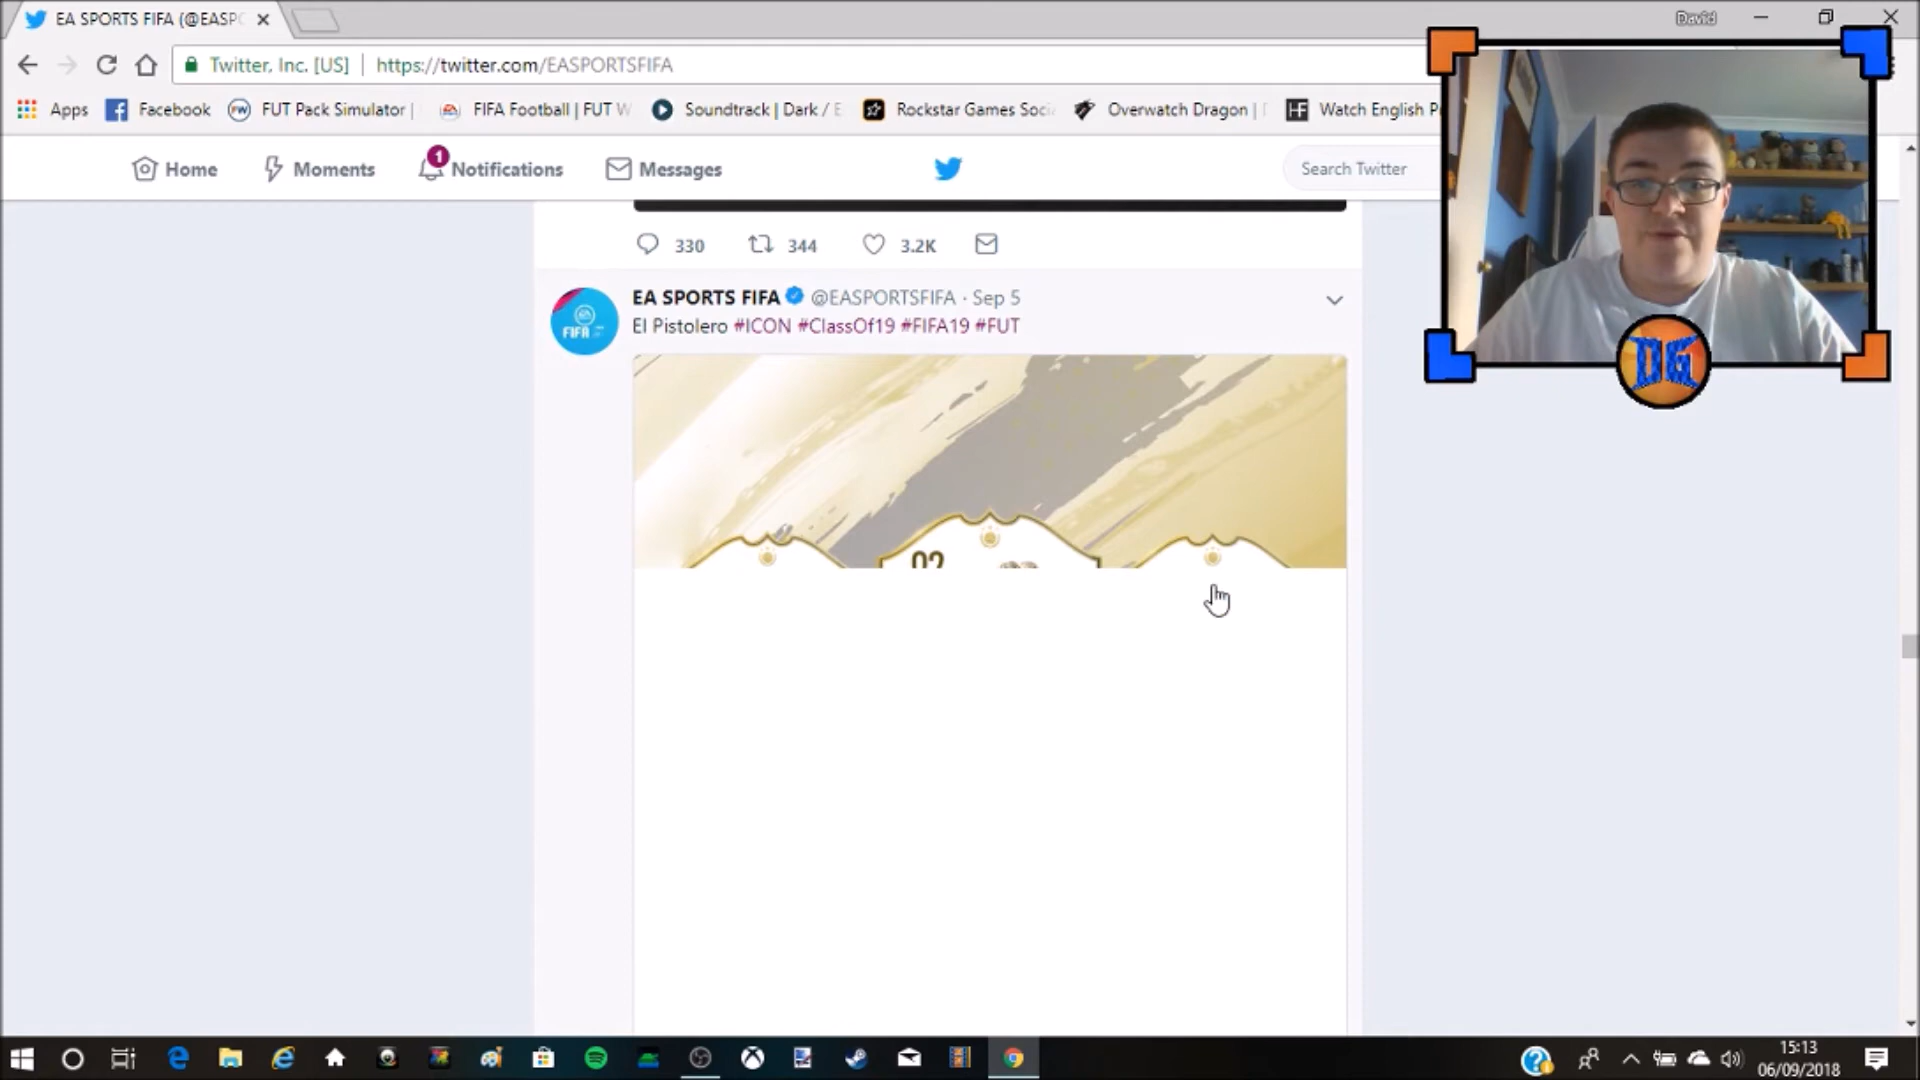 EA SPORTS FIFA (@EASP
David
Twitter, Inc. [US] | https://twitter.com/EASPORTSFIFA
Apps Facebook FUT Pack Simulator | FIFA Football | FUT W Soundtrack | Dark / E Rockstar Games Soci Overwatch Dragon | Watch English P
Home Moments 1 Notifications Messages Search Twitter
330 344 3.2K
EA SPORTS FIFA @EASPORTSFIFA · Sep 5
El Pistolero #ICON #ClassOf19 #FIFA19 #FUT
FIFA
DG
15:13
06/09/2018